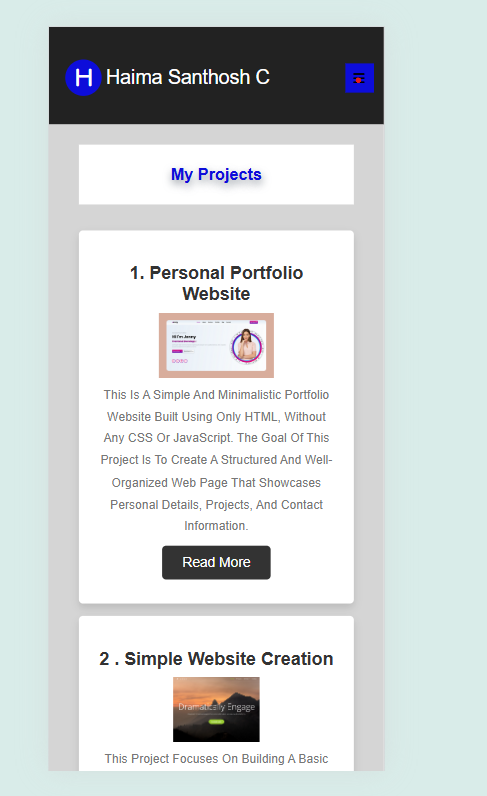 H Haima Santhosh C
My Projects
1. Personal Portfolio
Website
Hi I'm Jenny
This Is A Simple And Minimalistic Portfolio
Website Built Using Only HTML, Without
Any CSS Or JavaScript. The Goal Of This
Project Is To Create A Structured And Well-
Organized Web Page That Showcases
Personal Details, Projects, And Contact
Information.
Read More
2 . Simple Website Creation
Dramatically Engage
This Project Focuses On Building A Basic